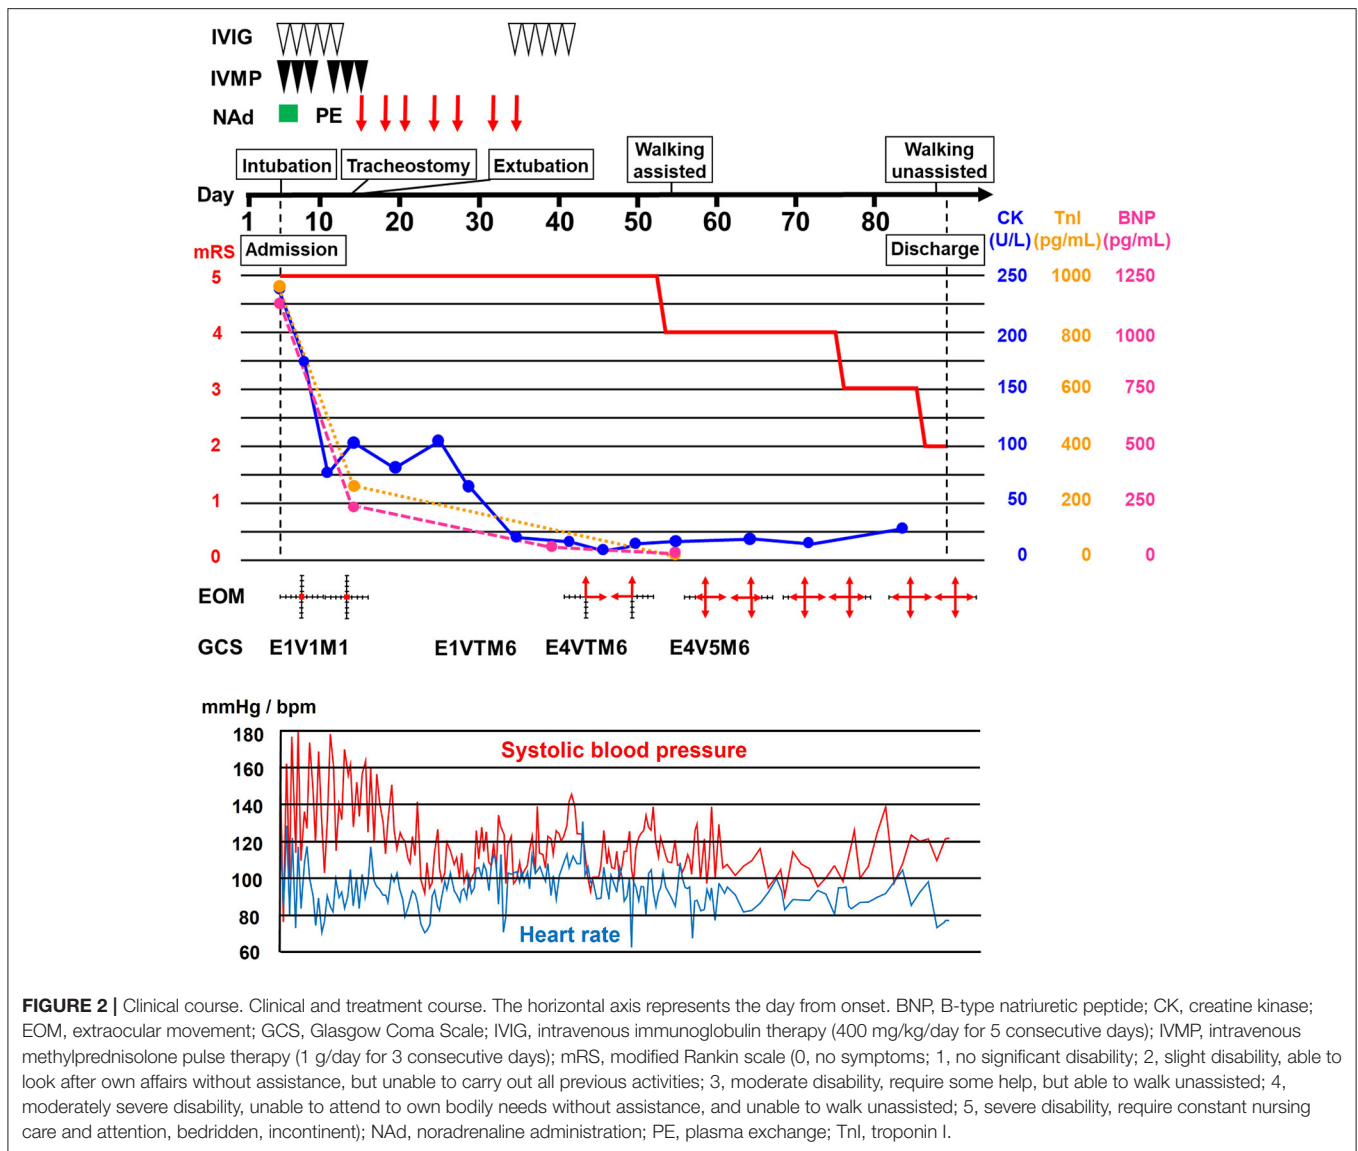 IVIG
IVMP
NAd PE
Intubation Tracheostomy Extubation Walking assisted Walking unassisted
Day
1 10 20 30 40 50 60 70 80
Admission Discharge
mRS CK (U/L) TnI (pg/mL) BNP (pg/mL)
5 250 1000 1250
4 200 800 1000
3 150 600 750
2 100 400 500
1 50 200 250
0 0 0 0
EOM
GCS E1V1M1 E1VTM6 E4VTM6 E4V5M6
mmHg / bpm
180
Systolic blood pressure
160
140
120
100
80
Heart rate
60
FIGURE 2 | Clinical course. Clinical and treatment course. The horizontal axis represents the day from onset. BNP, B-type natriuretic peptide; CK, creatine kinase;
EOM, extraocular movement; GCS, Glasgow Coma Scale; IVIG, intravenous immunoglobulin therapy (400 mg/kg/day for 5 consecutive days); IVMP, intravenous
methylprednisolone pulse therapy (1 g/day for 3 consecutive days); mRS, modified Rankin scale (0, no symptoms; 1, no significant disability; 2, slight disability, able to
look after own affairs without assistance, but unable to carry out all previous activities; 3, moderate disability, require some help, but able to walk unassisted; 4,
moderately severe disability, unable to attend to own bodily needs without assistance, and unable to walk unassisted; 5, severe disability, require constant nursing
care and attention, bedridden, incontinent); NAd, noradrenaline administration; PE, plasma exchange; TnI, troponin I.